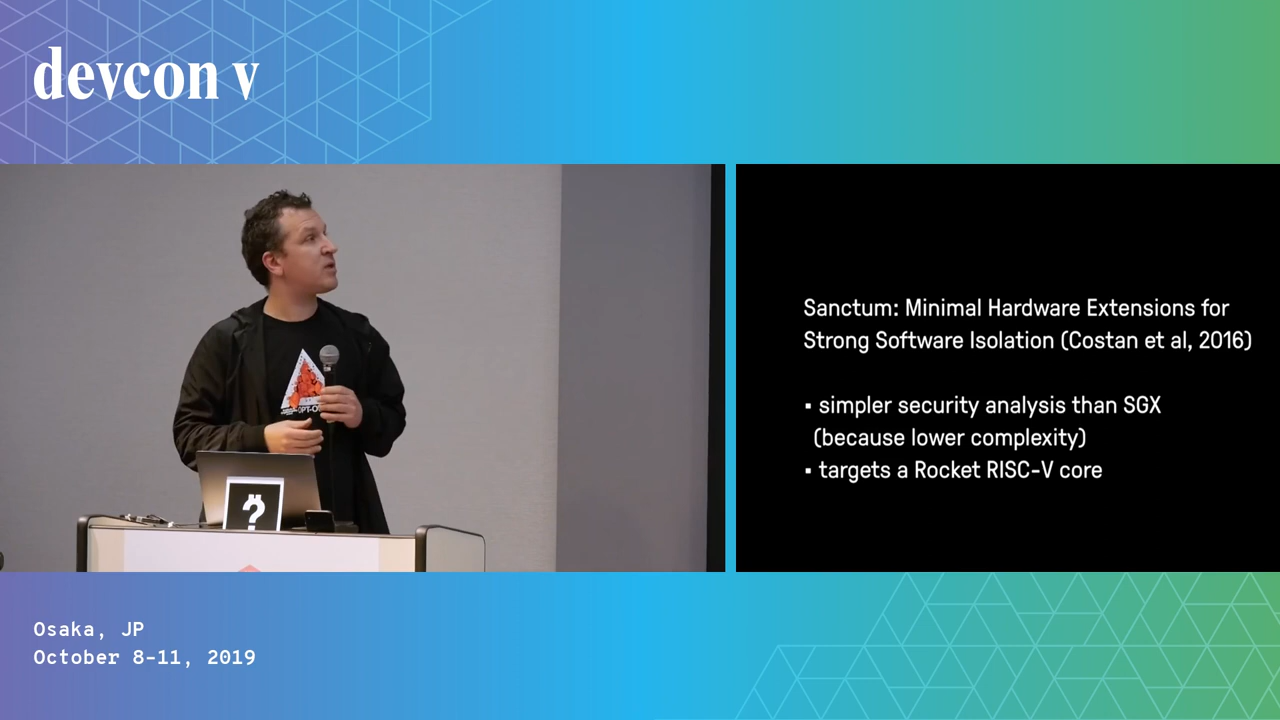 devcon v
OPT-O
?
Sanctum: Minimal Hardware Extensions for
Strong Software Isolation (Costan et al, 2016)
▪ simpler security analysis than SGX
(because lower complexity)
▪ targets a Rocket RISC-V core
Osaka, JP
October 8-11, 2019